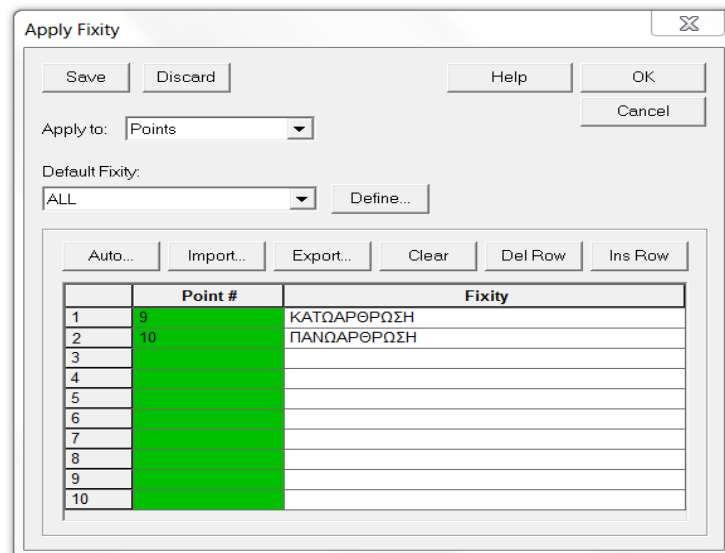 Apply Fixity
Save Discard Help OK
Cancel
Apply to: Points
Default Fixity:
ALL Define...
Auto... Import... Export... Clear Del Row Ins Row
Point # Fixity
1 9 ΚΑΤΩΑΡΘΡΩΣΗ
2 10 ΠΑΝΩΑΡΘΡΩΣΗ
3
4
5
6
7
8
9
10